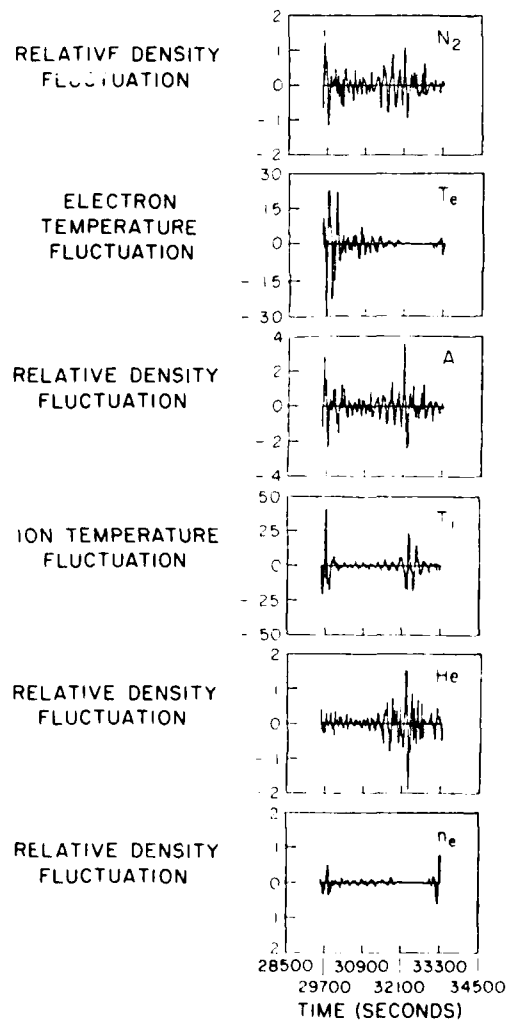 RELATIVE DENSITY
FLUCTUATION
2
1
0
- 1
- 2
N2
ELECTRON
TEMPERATURE
FLUCTUATION
30
15
0
- 15
- 30
Te
RELATIVE DENSITY
FLUCTUATION
4
2
0
- 2
- 4
A
ION TEMPERATURE
FLUCTUATION
50
25
0
- 25
- 50
Ti
RELATIVE DENSITY
FLUCTUATION
2
1
0
- 1
- 2
He
RELATIVE DENSITY
FLUCTUATION
2
1
0
1
2
ne
28500 30900 33300
29700 32100 34500
TIME (SECONDS)